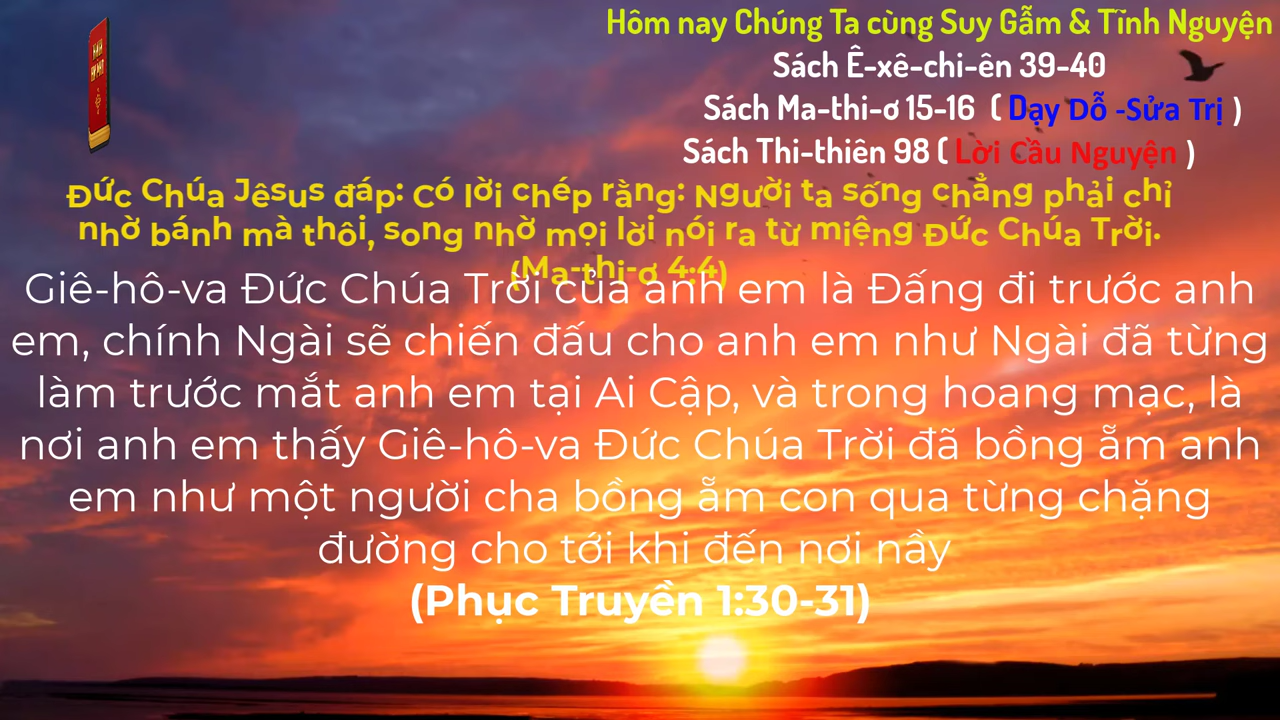 Hôm nay Chúng Ta cùng Suy Gẫm & Tĩnh Nguyện
Sách Ê-xê-chi-ên 39-40
Sách Ma-thi-ơ 15-16 ( Dạy Dỗ -Sửa Trị )
Sách Thi-thiên 98 ( Lời Cầu Nguyện )
Đức Chúa Jêsus đáp: Có lời chép rằng: Người ta sống chẳng phải chỉ
nhờ bánh mà thôi, song nhờ mọi lời nói ra từ miệng Đức Chúa Trời.
(Ma-thi-ơ 4:4)
Giê-hô-va Đức Chúa Trời của anh em là Đấng đi trước anh
em, chính Ngài sẽ chiến đấu cho anh em như Ngài đã từng
làm trước mắt anh em tại Ai Cập, và trong hoang mạc, là
nơi anh em thấy Giê-hô-va Đức Chúa Trời đã bồng ẵm anh
em như một người cha bồng ẵm con qua từng chặng
đường cho tới khi đến nơi nầy
(Phục Truyền 1:30-31)